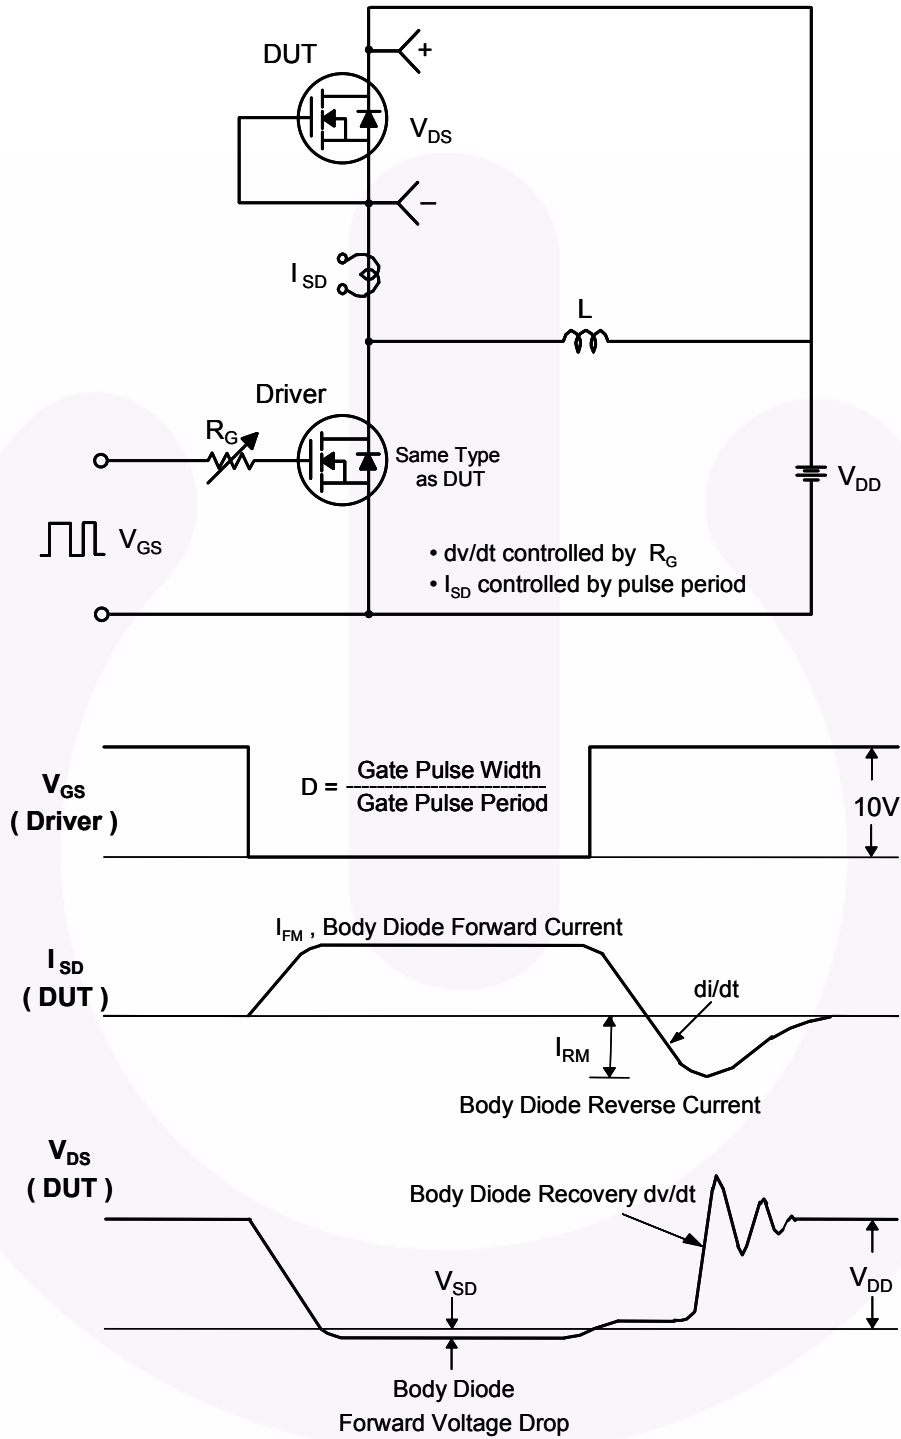 DUT
+
V_DS
−
I_SD
L
Driver
R_G
Same Type
as DUT
V_DD
V_GS
• dv/dt controlled by R_G
• I_SD controlled by pulse period
V_GS
( Driver )
D = Gate Pulse Width
Gate Pulse Period
10V
I_FM , Body Diode Forward Current
I_SD
( DUT )
di/dt
I_RM
Body Diode Reverse Current
V_DS
( DUT )
Body Diode Recovery dv/dt
V_SD
V_DD
Body Diode
Forward Voltage Drop